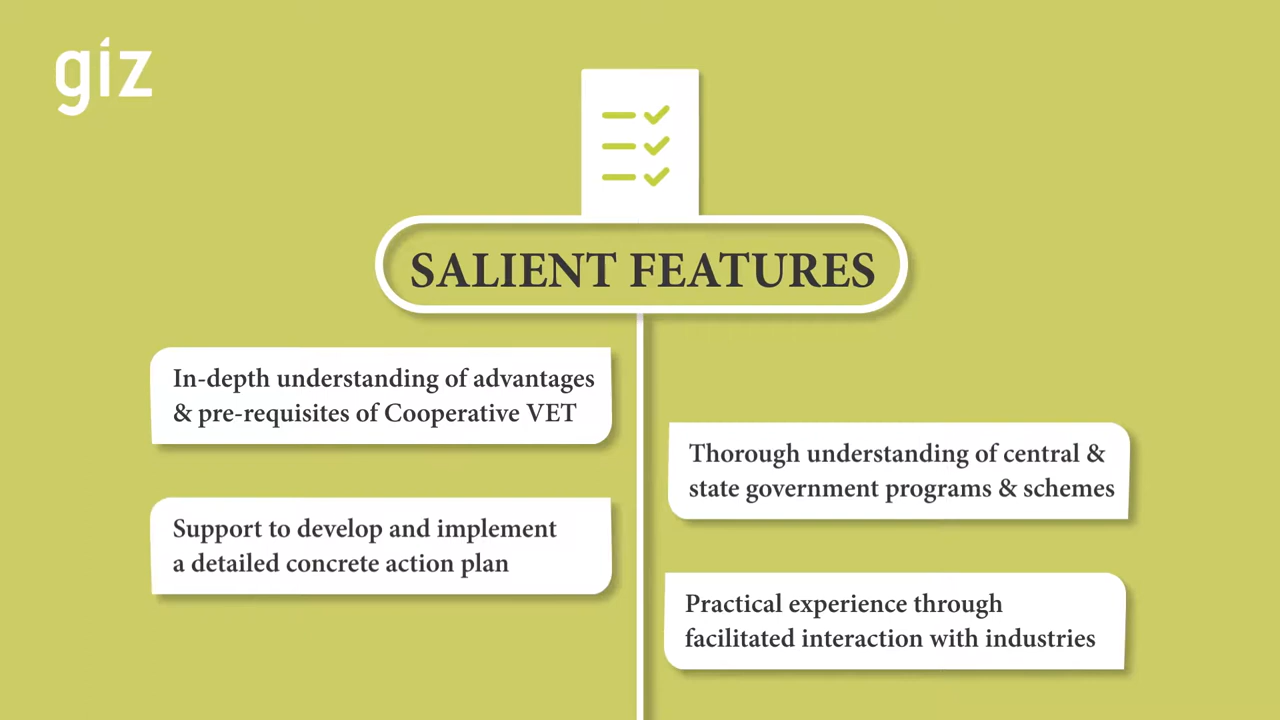 giz
SALIENT FEATURES
In-depth understanding of advantages
& pre-requisites of Cooperative VET
Thorough understanding of central &
state government programs & schemes
Support to develop and implement
a detailed concrete action plan
Practical experience through
facilitated interaction with industries